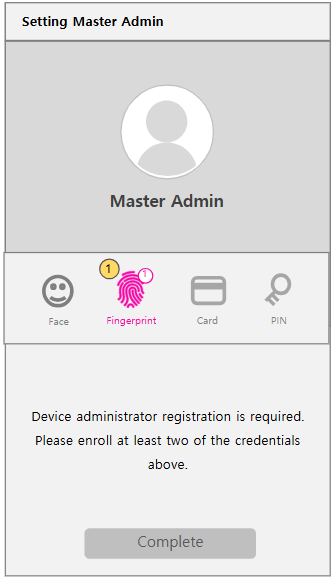 Setting Master Admin
Master Admin
1
1
Face
Fingerprint
Card
PIN
Device administrator registration is required.
Please enroll at least two of the credentials
above.
Complete